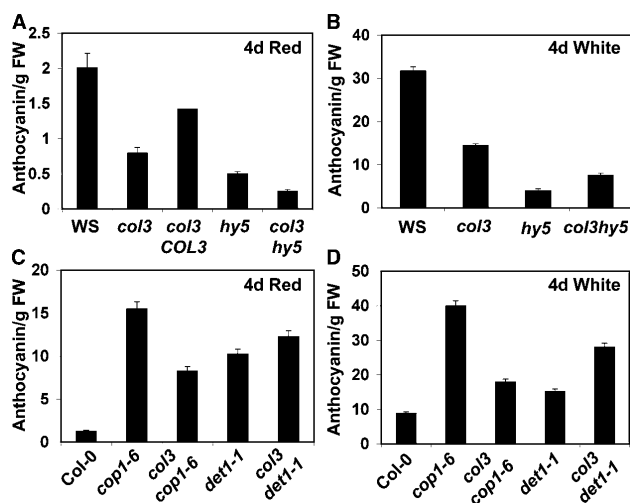 A
4d Red
Anthocyanin/g FW
2.5
2
1.5
1
0.5
0
WS
col3
col3
COL3
hy5
col3
hy5
B
4d White
Anthocyanin/g FW
40
30
20
10
0
WS
col3
hy5
col3hy5
C
4d Red
Anthocyanin/g FW
20
15
10
5
0
Col-0
cop1-6
col3
cop1-6
det1-1
col3
det1-1
D
4d White
Anthocyanin/g FW
50
40
30
20
10
0
Col-0
cop1-6
col3
cop1-6
det1-1
col3
det1-1